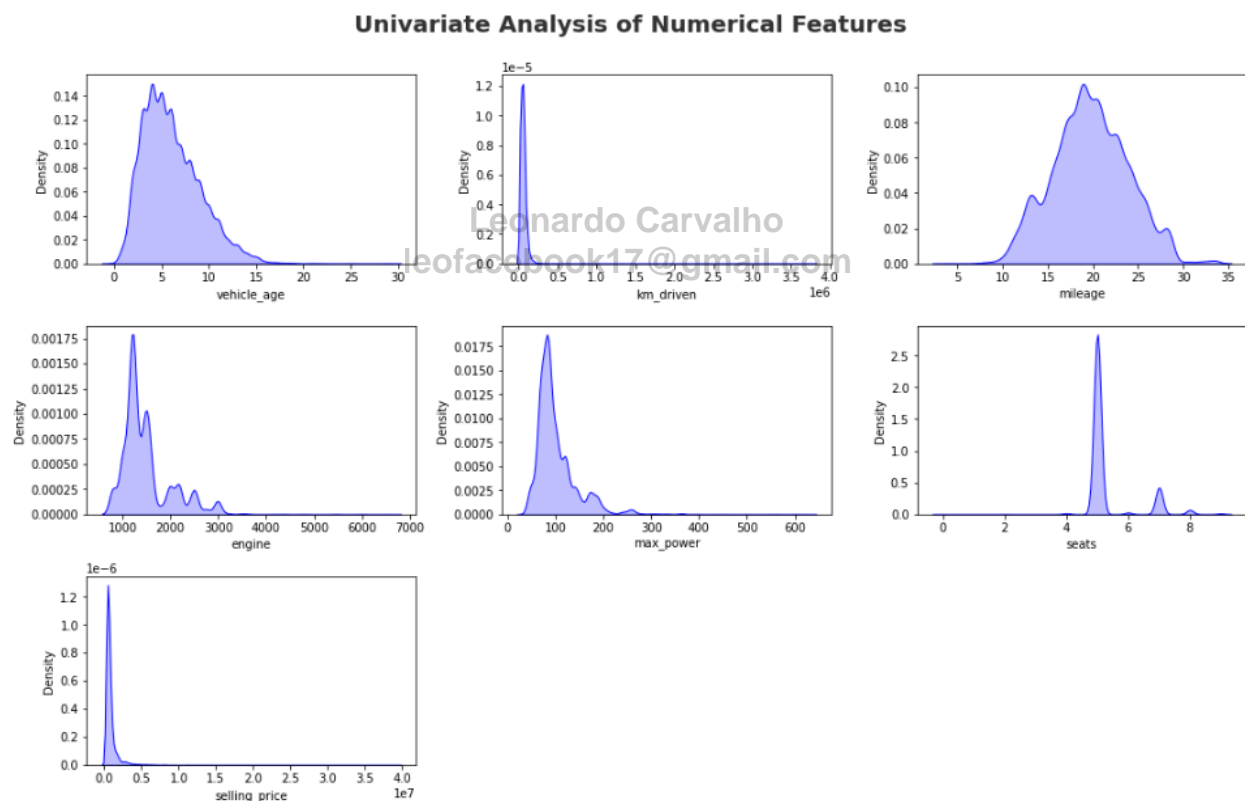 Univariate Analysis of Numerical Features
0.14
0.12
0.10
0.08
0.06
0.04
0.02
0.00
Density
0 5 10 15 20 25 30
vehicle_age
1e-5
1.2
1.0
0.8
0.6
0.4
0.2
0.0
Density
0.0 0.5 1.0 1.5 2.0 2.5 3.0 3.5 4.0
1e6
km_driven
0.10
0.08
0.06
0.04
0.02
0.00
Density
5 10 15 20 25 30 35
mileage
Leonardo Carvalho
leofacebook17@gmail.com
0.00175
0.00150
0.00125
0.00100
0.00075
0.00050
0.00025
0.00000
Density
1000 2000 3000 4000 5000 6000 7000
engine
0.0175
0.0150
0.0125
0.0100
0.0075
0.0050
0.0025
0.0000
Density
0 100 200 300 400 500 600
max_power
2.5
2.0
1.5
1.0
0.5
0.0
Density
0 2 4 6 8
seats
1e-6
1.2
1.0
0.8
0.6
0.4
0.2
0.0
Density
0.0 0.5 1.0 1.5 2.0 2.5 3.0 3.5 4.0
1e7
selling_price